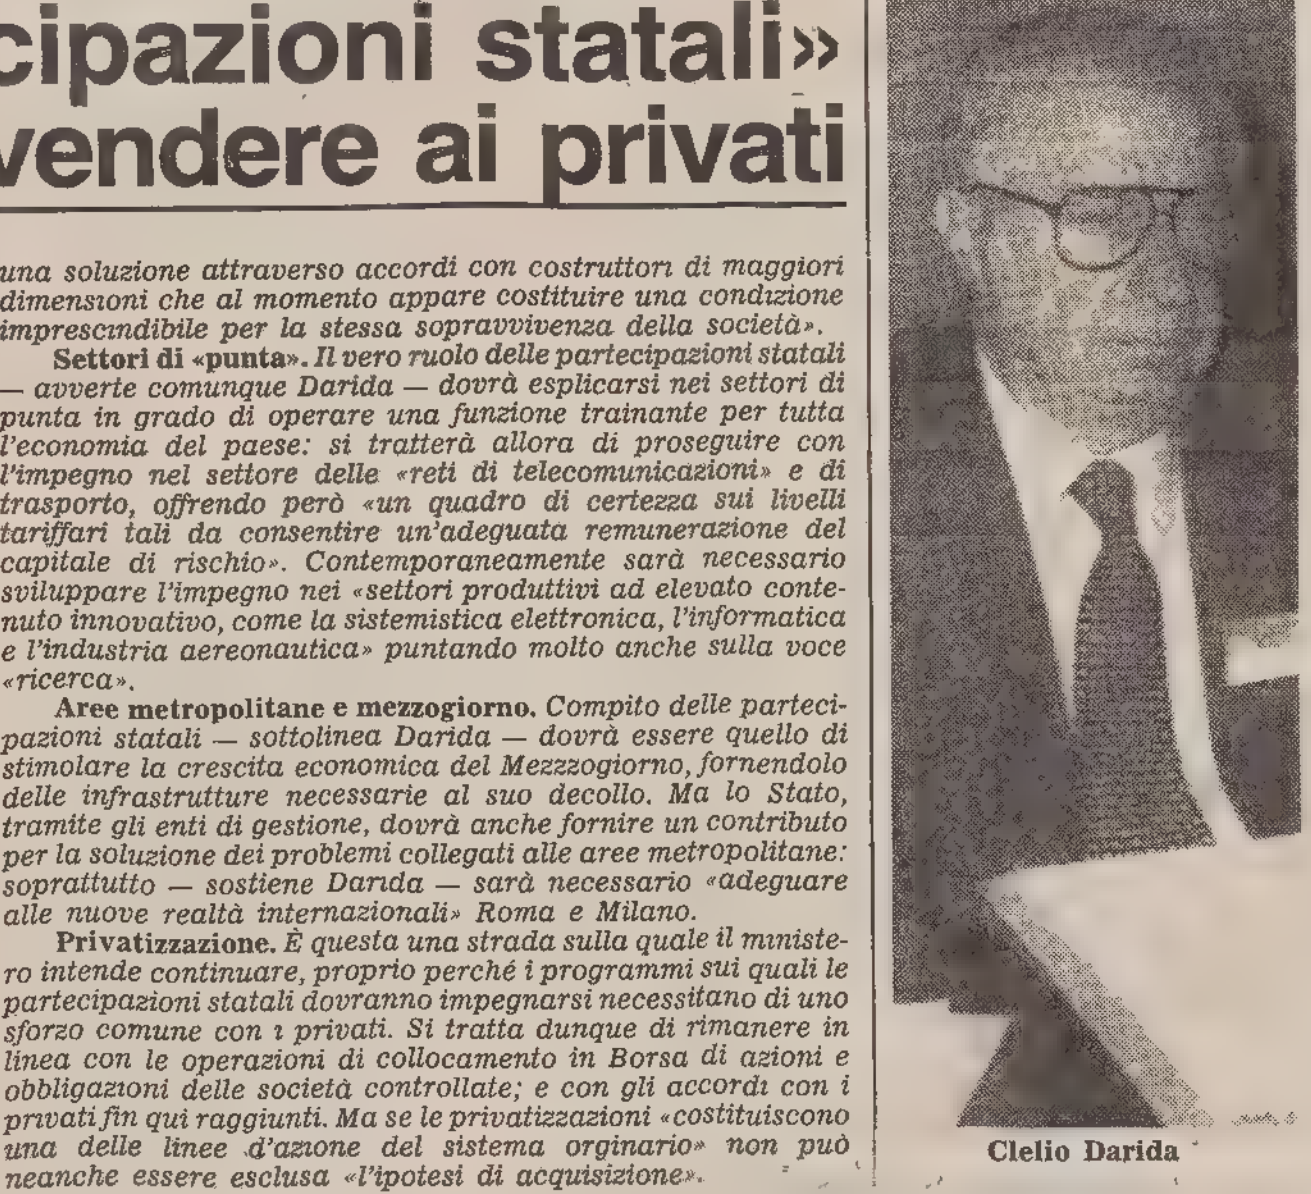 cipazioni statali»
vendere ai privati
una soluzione attraverso accordi con costruttori di maggiori
dimensioni che al momento appare costituire una condizione
imprescindibile per la stessa sopravvivenza della società».
Settori di «punta». Il vero ruolo delle partecipazioni statali
— avverte comunque Darida — dovrà esplicarsi nei settori di
punta in grado di operare una funzione trainante per tutta
l'economia del paese: si tratterà allora di proseguire con
l'impegno nel settore delle «reti di telecomunicazioni» e di
trasporto, offrendo però «un quadro di certezza sui livelli
tariffari tali da consentire un'adeguata remunerazione del
capitale di rischio». Contemporaneamente sarà necessario
sviluppare l'impegno nei «settori produttivi ad elevato conte-
nuto innovativo, come la sistemistica elettronica, l'informatica
e l'industria aereonautica» puntando molto anche sulla voce
«ricerca».
Aree metropolitane e mezzogiorno. Compito delle parteci-
pazioni statali — sottolinea Darida — dovrà essere quello di
stimolare la crescita economica del Mezzzogiorno, fornendolo
delle infrastrutture necessarie al suo decollo. Ma lo Stato,
tramite gli enti di gestione, dovrà anche fornire un contributo
per la soluzione dei problemi collegati alle aree metropolitane:
soprattutto — sostiene Darida — sarà necessario «adeguare
alle nuove realtà internazionali» Roma e Milano.
Privatizzazione. È questa una strada sulla quale il ministe-
ro intende continuare, proprio perché i programmi sui quali le
partecipazioni statali dovranno impegnarsi necessitano di uno
sforzo comune con i privati. Si tratta dunque di rimanere in
linea con le operazioni di collocamento in Borsa di azioni e
obbligazioni delle società controllate; e con gli accordi con i
privati fin qui raggiunti. Ma se le privatizzazioni «costituiscono
una delle linee d'azione del sistema orginario» non può
neanche essere esclusa «l'ipotesi di acquisizione».
Clelio Darida